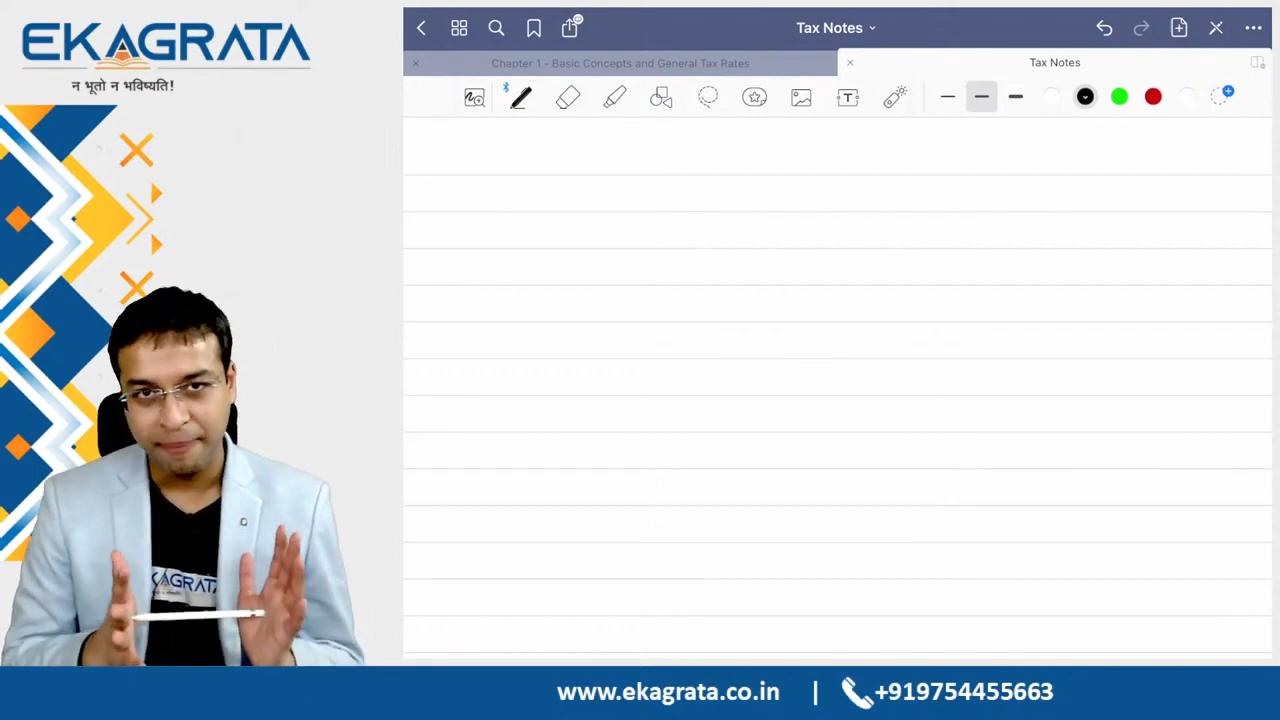 EKAGRATA
न भूतो न भविष्यति!
Tax Notes
Chapter 1 - Basic Concepts and General Tax Rates
Tax Notes
T
EKAGRATA
www.ekagrata.co.in | +919754455663